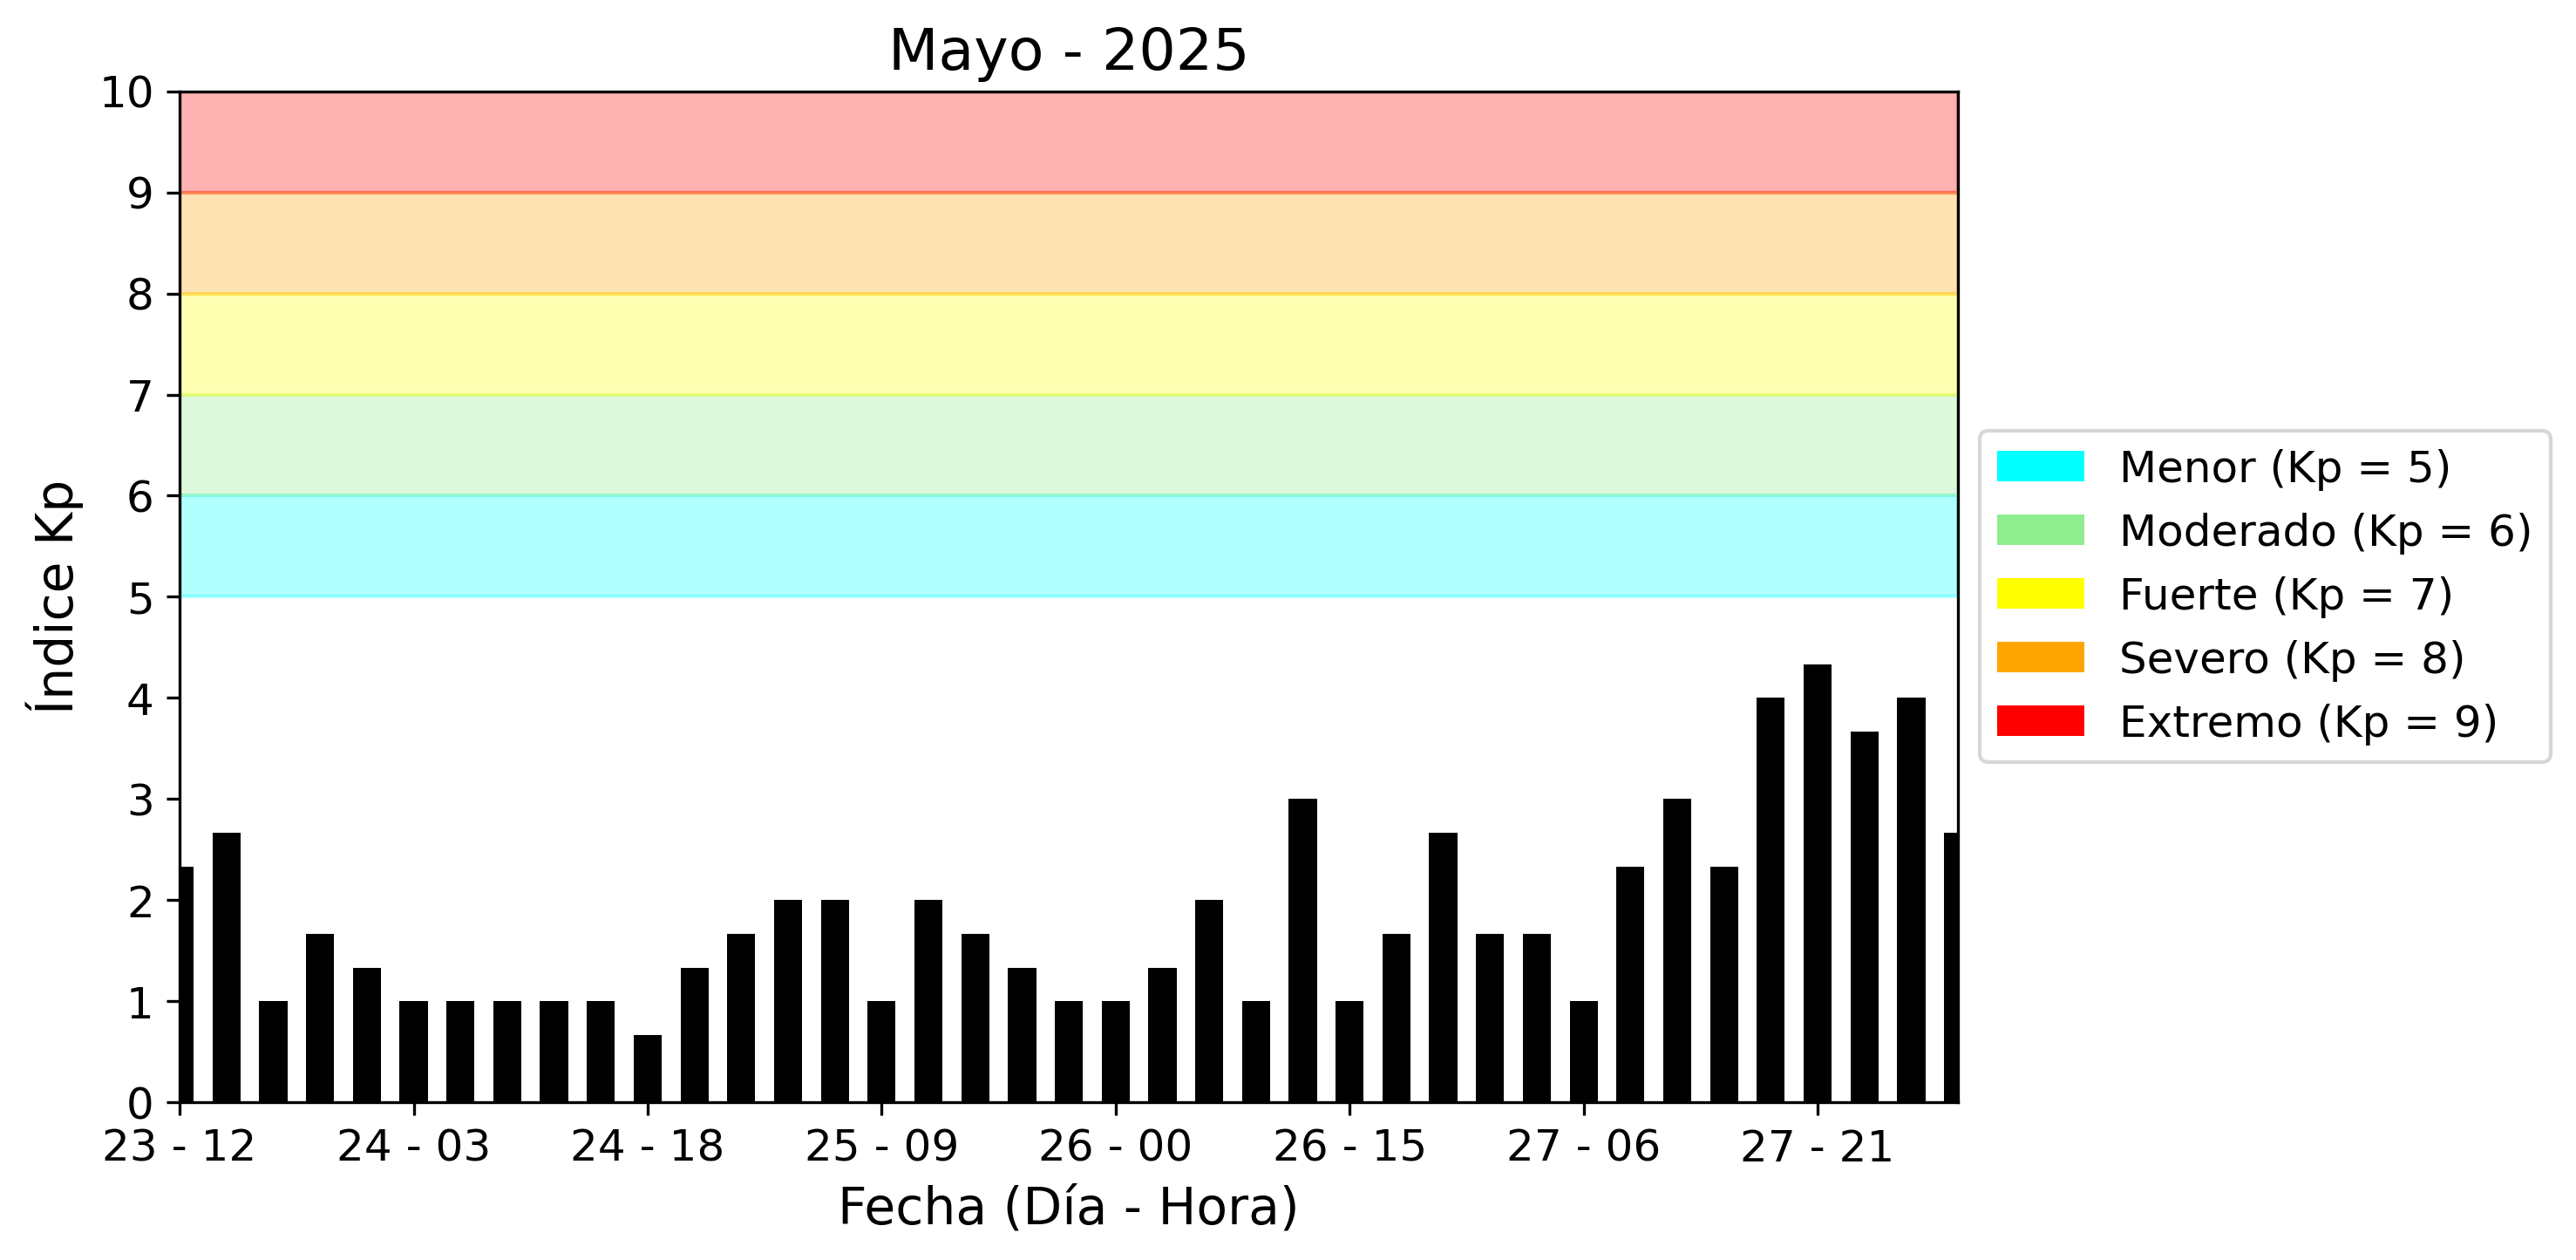 Mayo - 2025
10
9
8
7
6
5
4
3
2
1
0
Índice Kp
23 - 12
24 - 03
24 - 18
25 - 09
26 - 00
26 - 15
27 - 06
27 - 21
Fecha (Día - Hora)
Menor (Kp = 5)
Moderado (Kp = 6)
Fuerte (Kp = 7)
Severo (Kp = 8)
Extremo (Kp = 9)